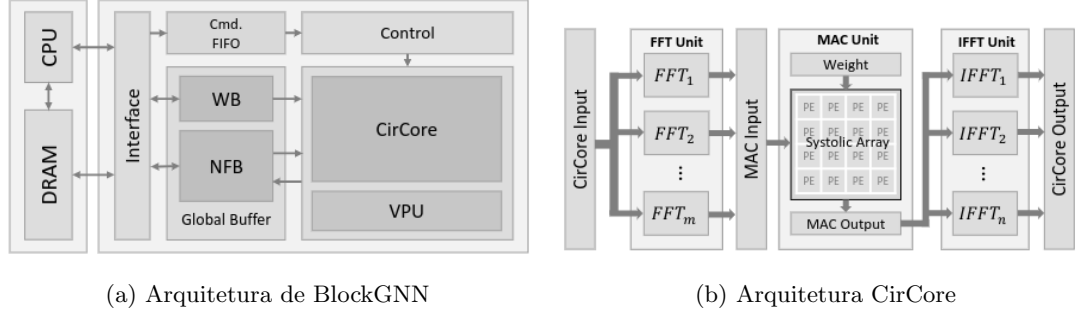 CPU
DRAM
Interface
Cmd.
FIFO
Control
WB
NFB
Global Buffer
CirCore
VPU
(a) Arquitetura de BlockGNN
CirCore Input
FFT Unit
FFT₁
FFT₂
⋮
FFTₘ
MAC Input
MAC Unit
Weight
PE PE PE PE
PE PE PE PE
Systolic Array
PE PE PE PE
PE PE PE PE
MAC Output
IFFT Unit
IFFT₁
IFFT₂
⋮
IFFTₙ
CirCore Output
(b) Arquitetura CirCore